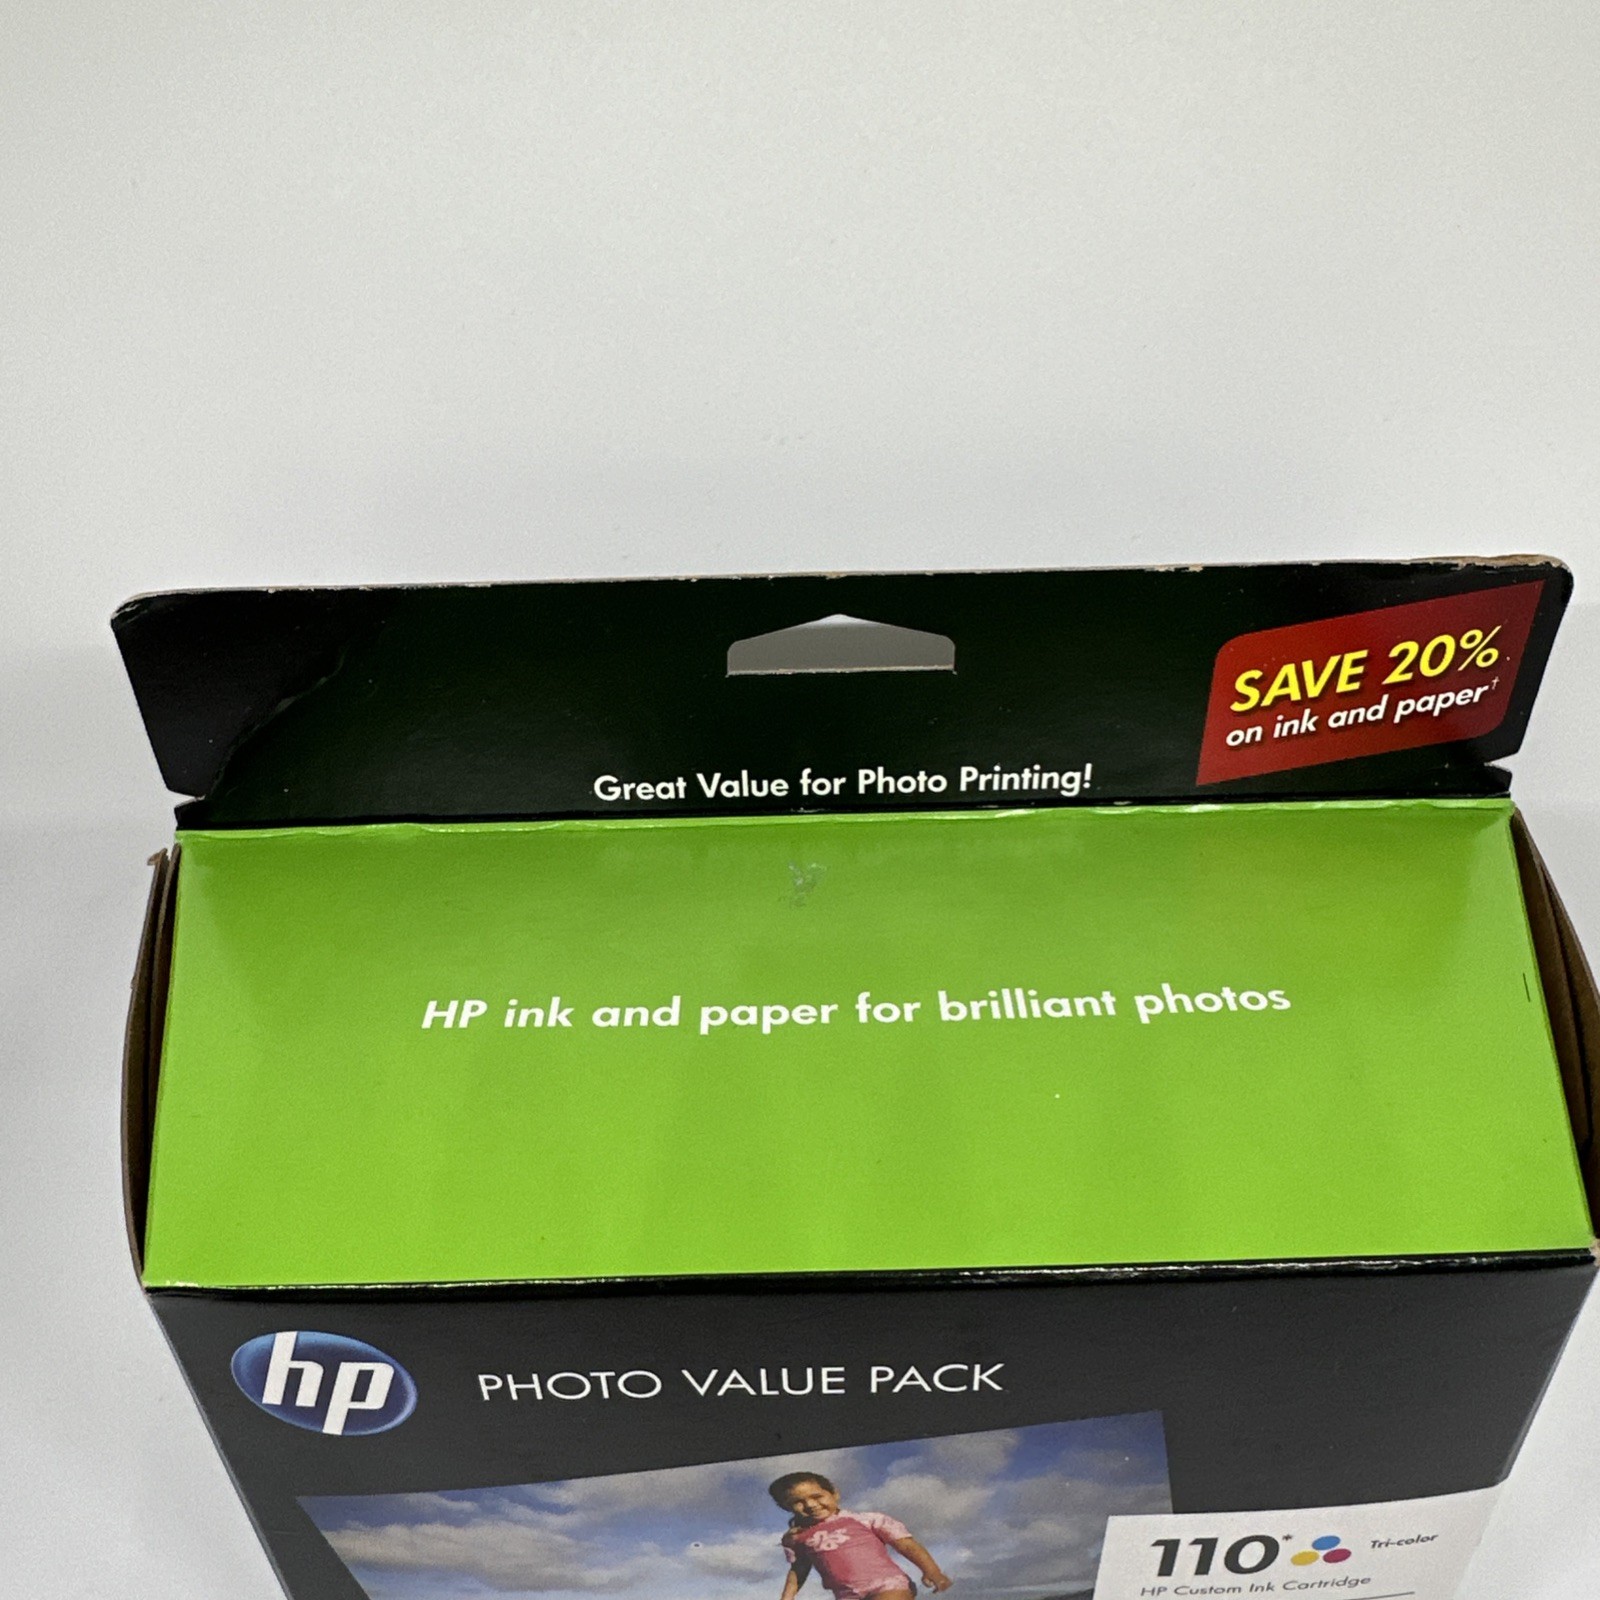 SAVE 20%
on ink and paper†
Great Value for Photo Printing!
HP ink and paper for brilliant photos
hp
PHOTO VALUE PACK
110*
Tri-color
HP Custom Ink Cartridge